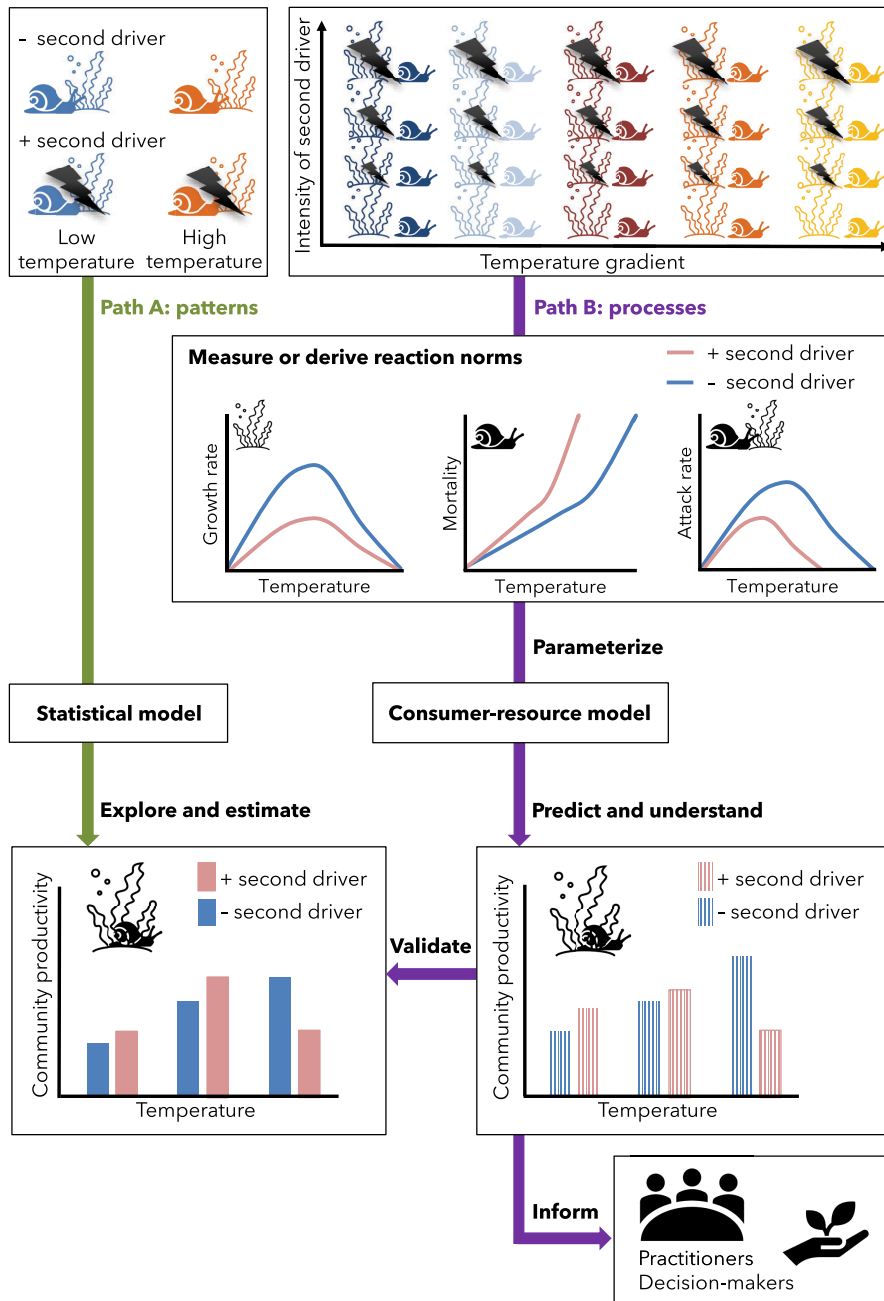 - second driver
+ second driver
Low
temperature
High
temperature
Intensity of second driver
Temperature gradient
Path A: patterns
Path B: processes
Measure or derive reaction norms
+ second driver
- second driver
Growth rate
Temperature
Mortality
Temperature
Attack rate
Temperature
Parameterize
Statistical model
Consumer-resource model
Explore and estimate
Predict and understand
Community productivity
+ second driver
- second driver
Temperature
Validate
Community productivity
+ second driver
- second driver
Temperature
Inform
Practitioners
Decision-makers